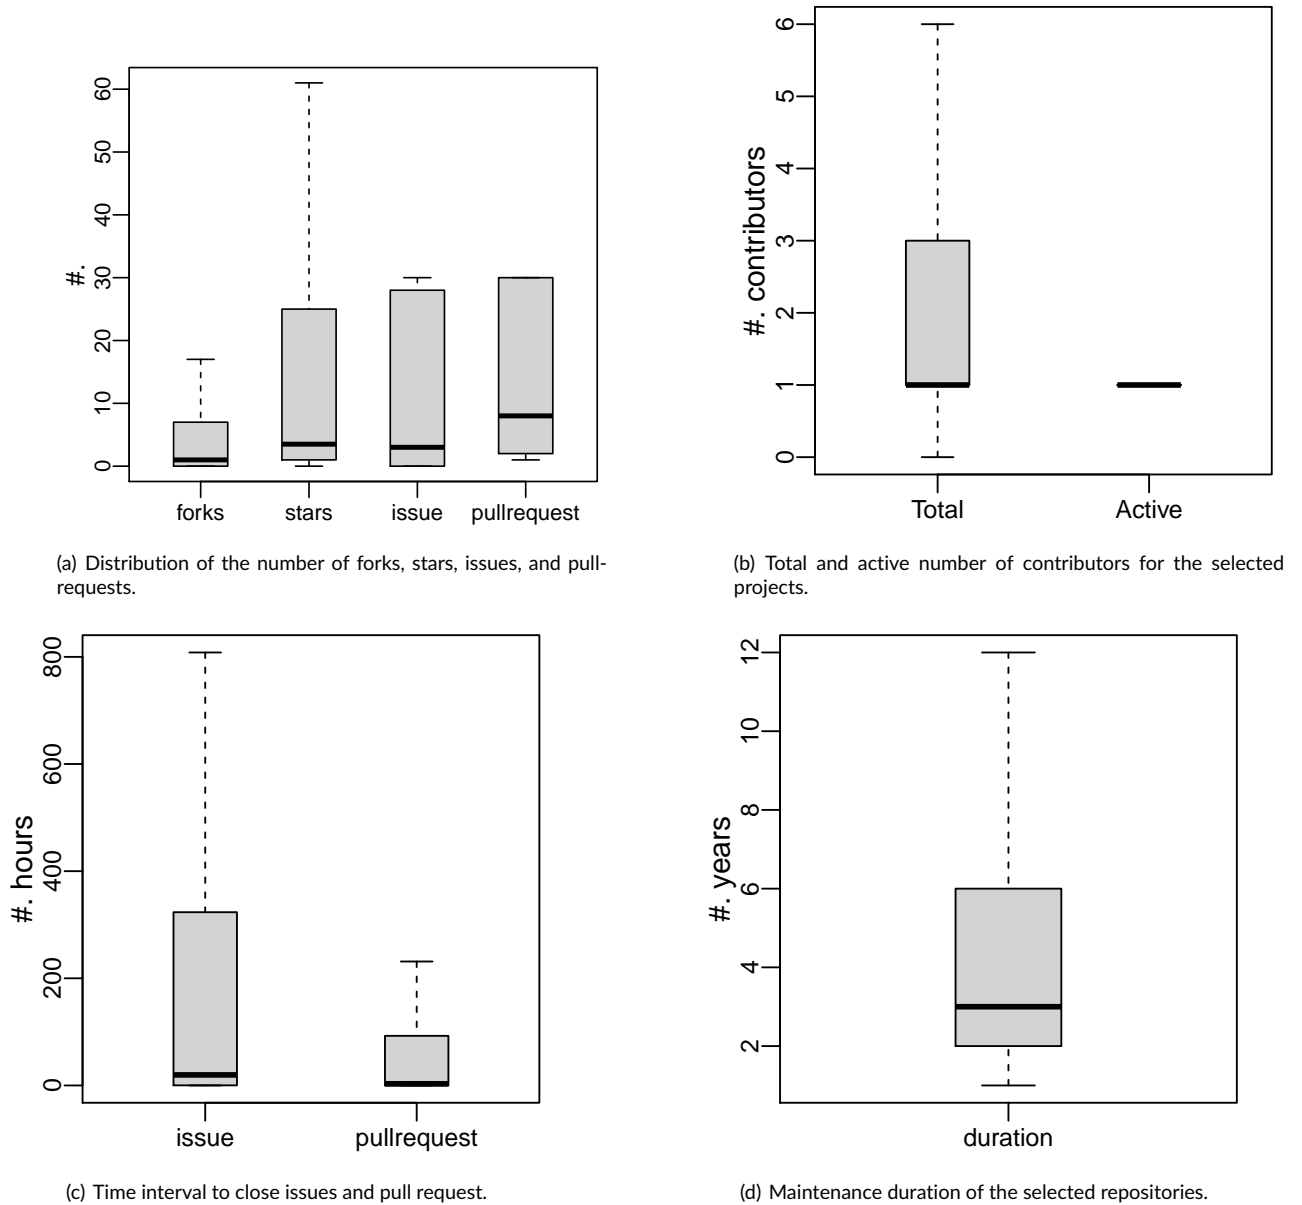 #.
60
50
40
30
20
10
0
forks stars issue pullrequest
(a) Distribution of the number of forks, stars, issues, and pull-
requests.
#. contributors
6
5
4
3
2
1
0
Total Active
(b) Total and active number of contributors for the selected
projects.
#. hours
800
600
400
200
0
issue pullrequest
(c) Time interval to close issues and pull request.
#. years
12
10
8
6
4
2
duration
(d) Maintenance duration of the selected repositories.